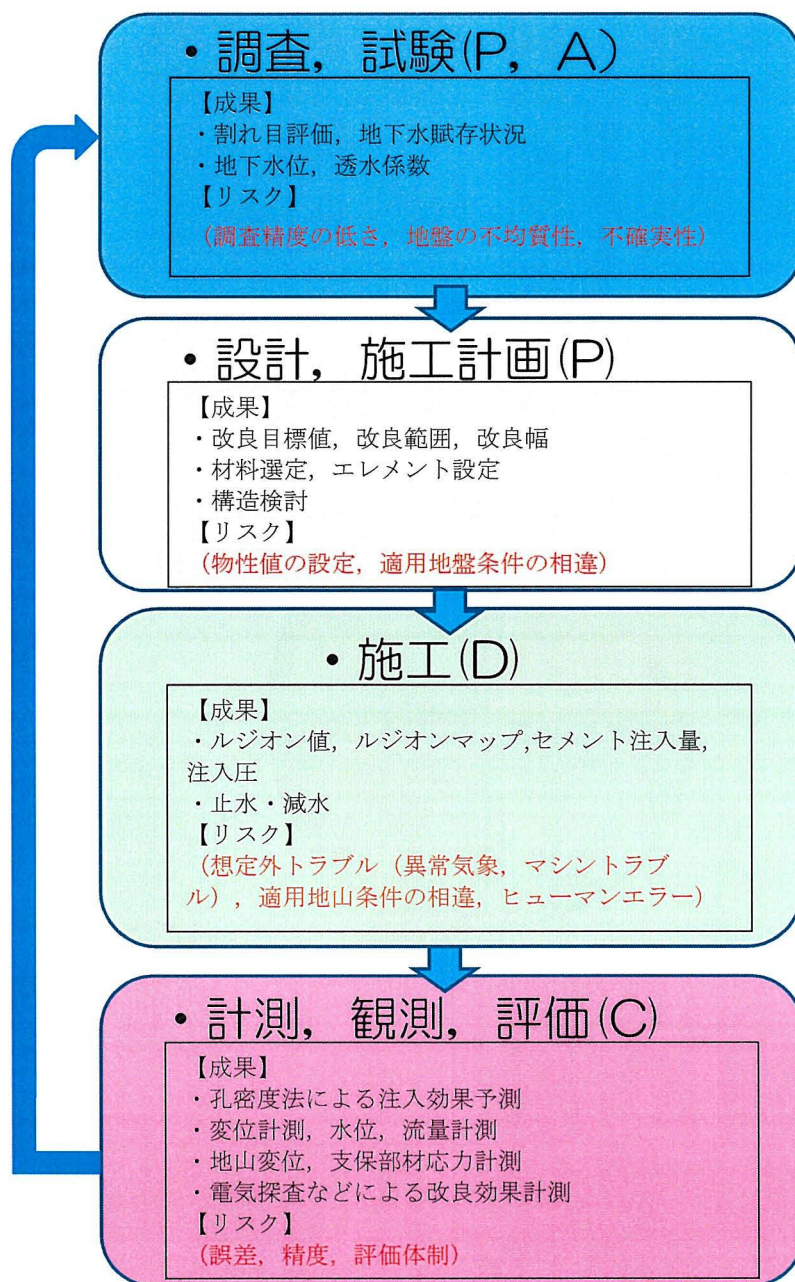 ・調査，試験(P，A)
【成果】
・割れ目評価，地下水賦存状況
・地下水位，透水係数
【リスク】
(調査精度の低さ，地盤の不均質性，不確実性)
・設計，施工計画(P)
【成果】
・改良目標値，改良範囲，改良幅
・材料選定，エレメント設定
・構造検討
【リスク】
(物性値の設定，適用地盤条件の相違)
・施工(D)
【成果】
・ルジオン値，ルジオンマップ,セメント注入量，
注入圧
・止水・減水
【リスク】
(想定外トラブル（異常気象，マシントラブ
ル），適用地山条件の相違，ヒューマンエラー)
・計測，観測，評価(C)
【成果】
・孔密度法による注入効果予測
・変位計測，水位，流量計測
・地山変位，支保部材応力計測
・電気探査などによる改良効果計測
【リスク】
(誤差，精度，評価体制)